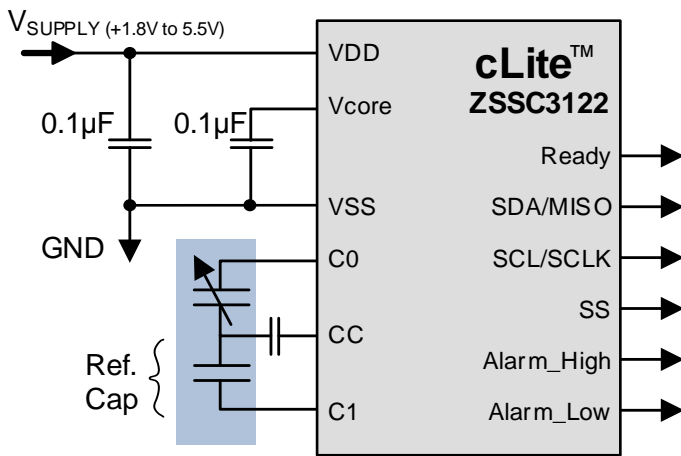 VSUPPLY (+1.8V to 5.5V)
VDD
cLite™
ZSSC3122
Vcore
0.1µF
0.1µF
Ready
VSS
SDA/MISO
GND
C0
SCL/SCLK
SS
CC
Ref.
Cap
Alarm_High
C1
Alarm_Low